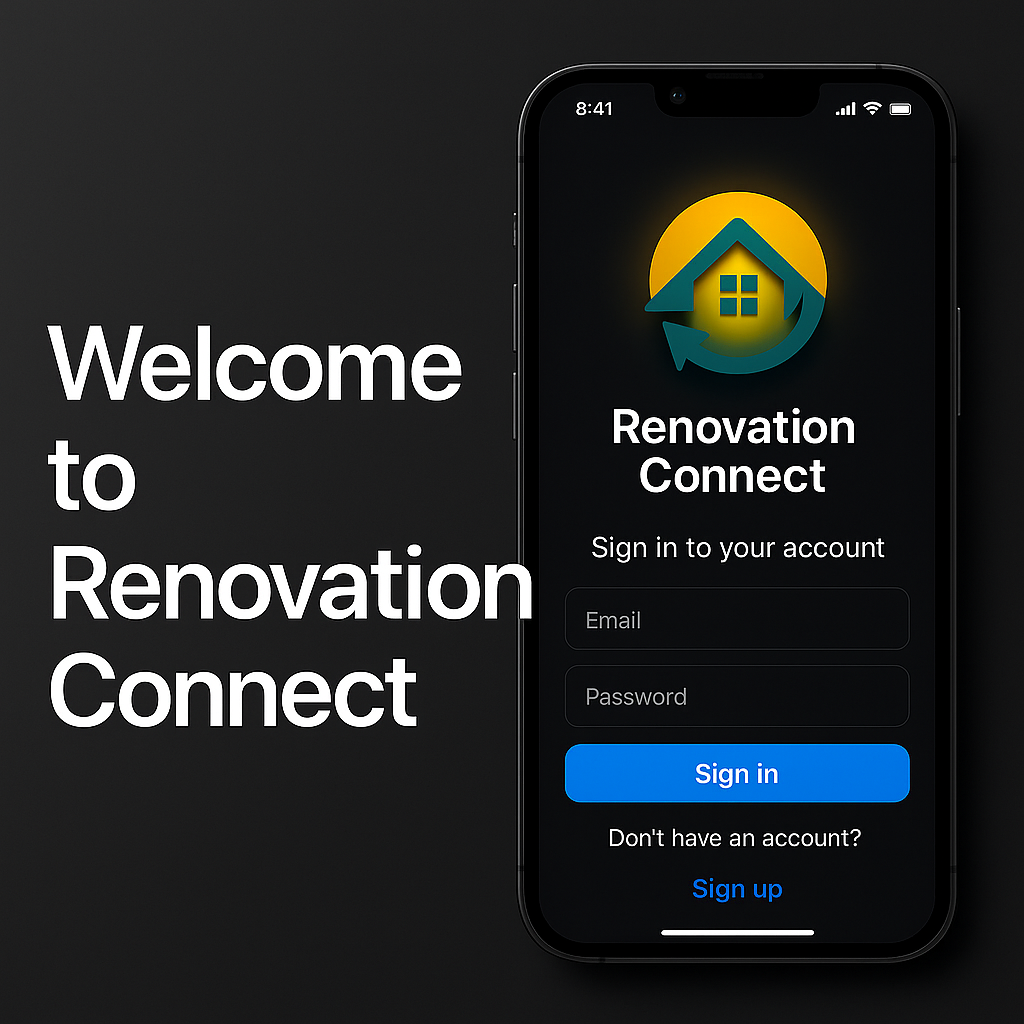 Welcome
to
Renovation
Connect
8:41
Renovation
Connect
Sign in to your account
Email
Password
Sign in
Don't have an account?
Sign up